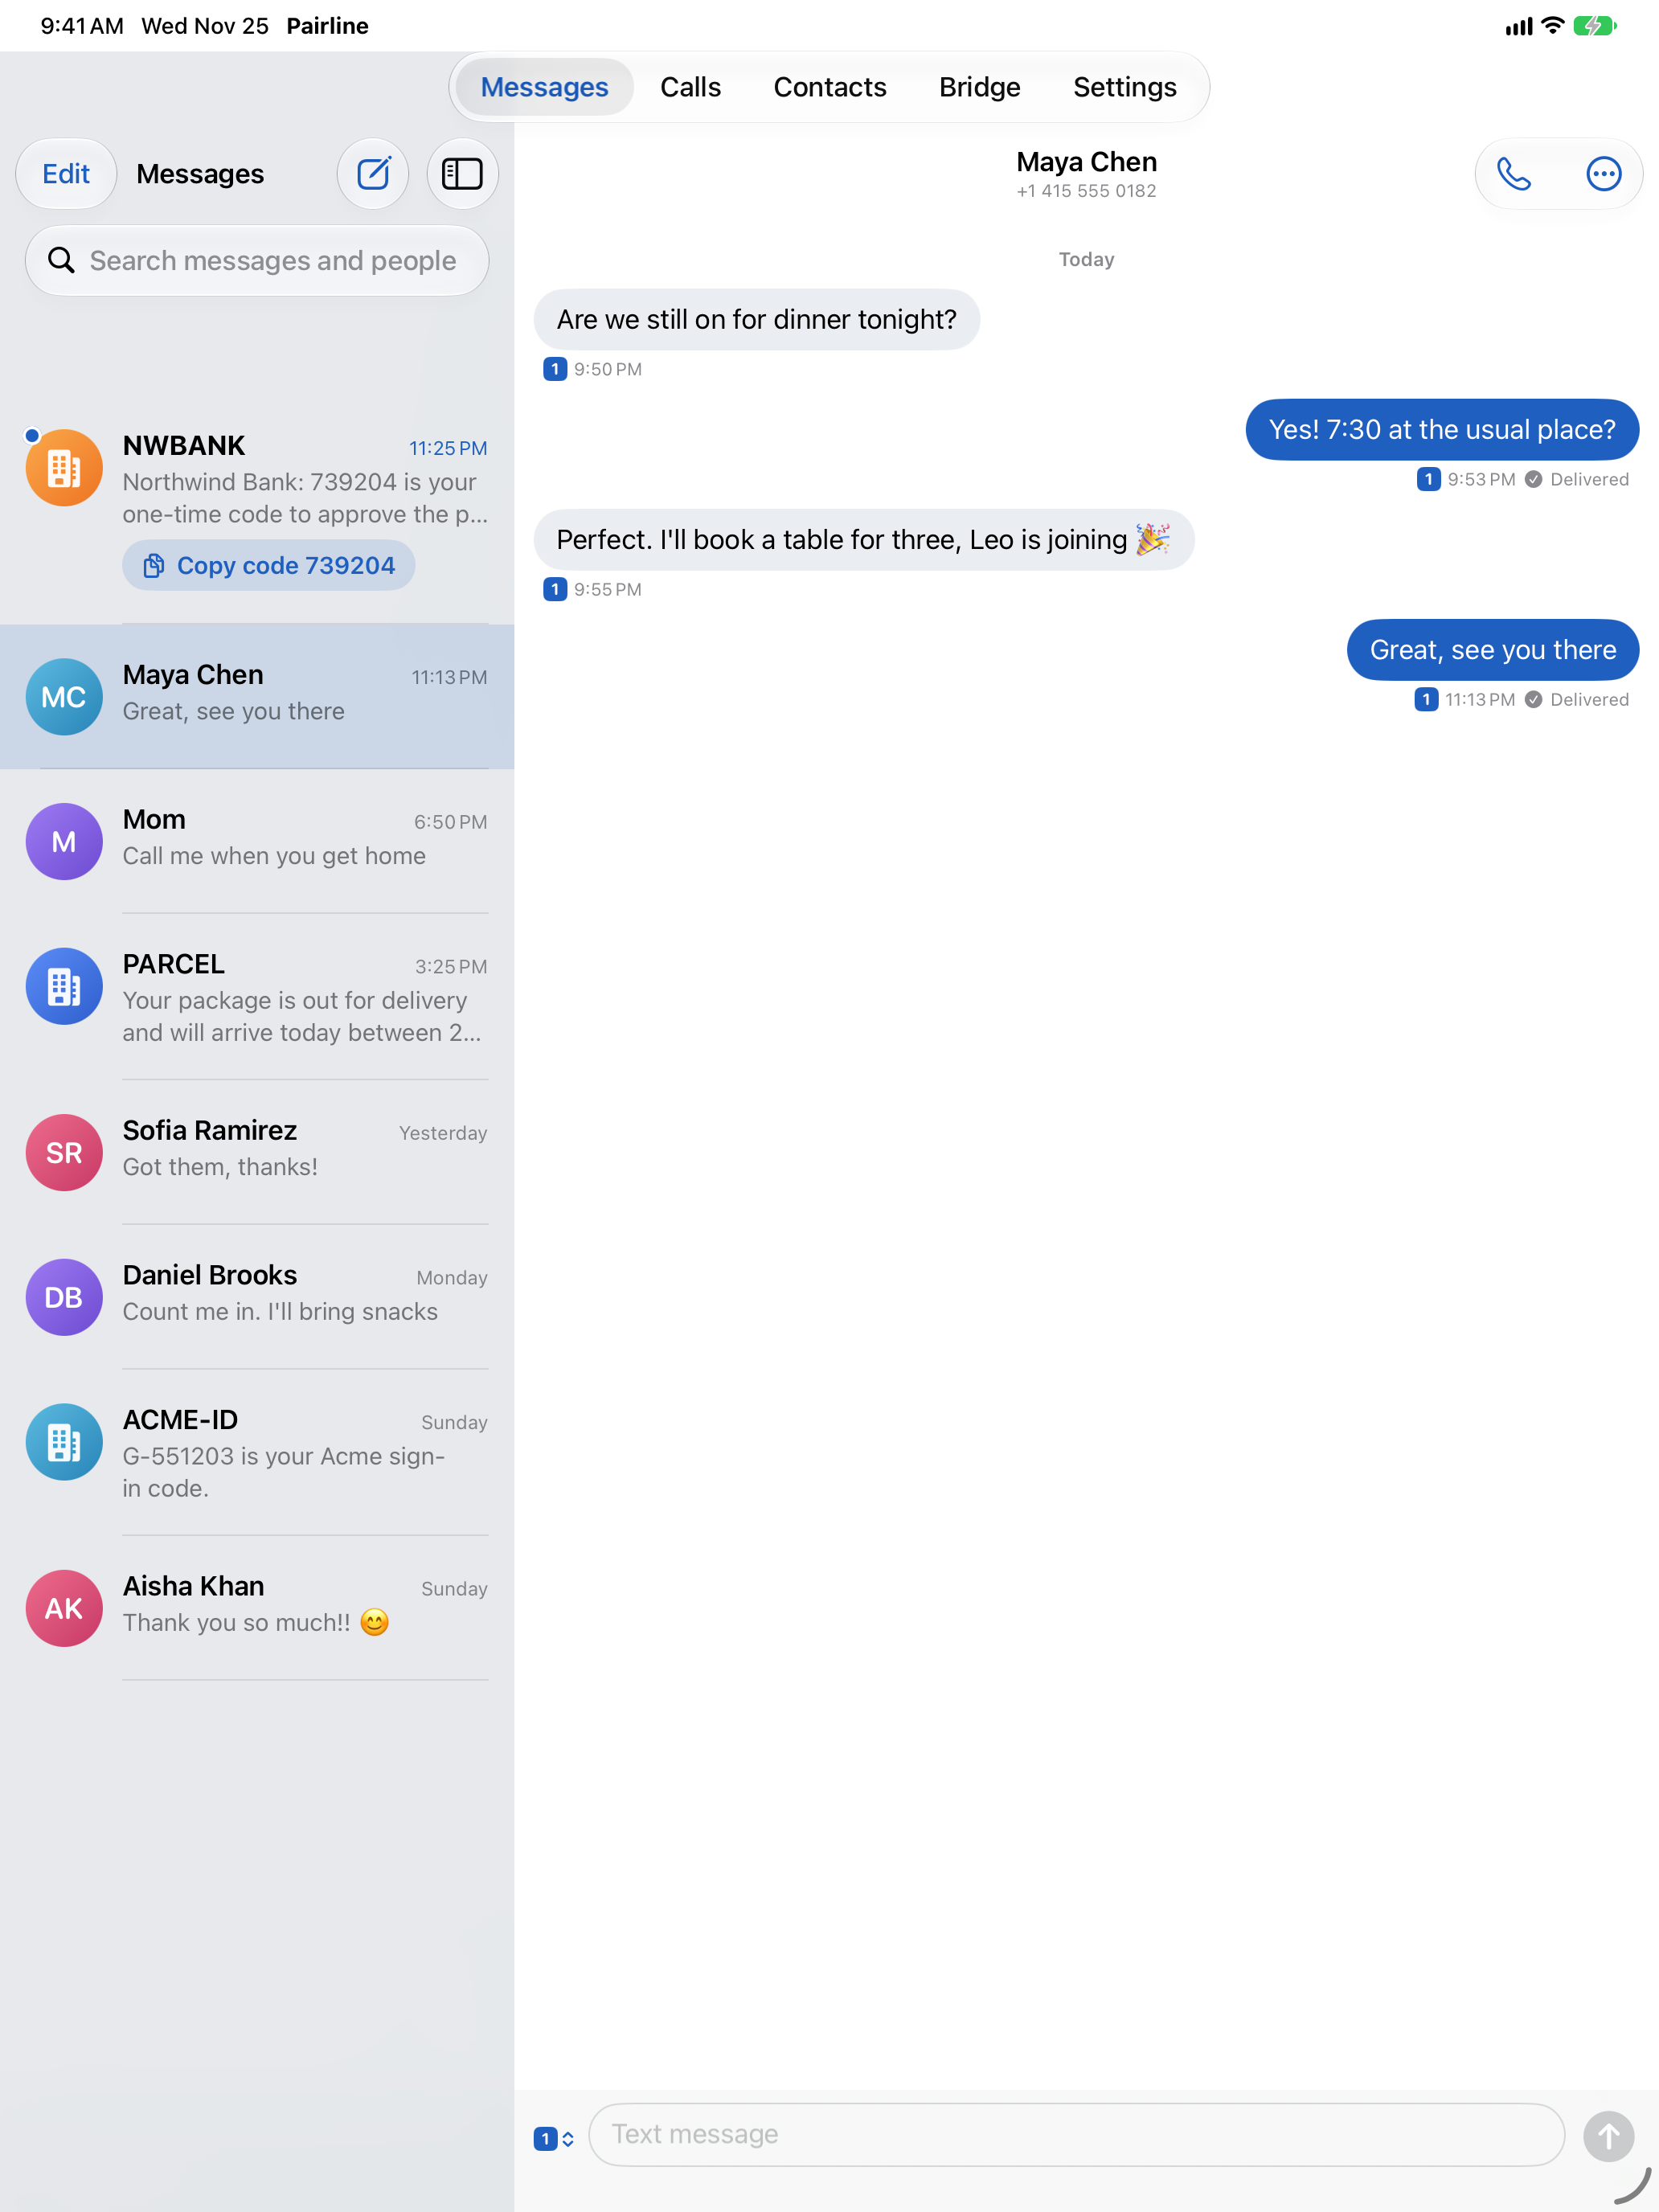 9:41 AM Wed Nov 25 Pairline
Messages Calls Contacts Bridge Settings
Edit Messages
Search messages and people
NWBANK 11:25 PM
Northwind Bank: 739204 is your
one-time code to approve the p...
Copy code 739204
MC
Maya Chen 11:13 PM
Great, see you there
M
Mom 6:50 PM
Call me when you get home
PARCEL 3:25 PM
Your package is out for delivery
and will arrive today between 2...
SR
Sofia Ramirez Yesterday
Got them, thanks!
DB
Daniel Brooks Monday
Count me in. I'll bring snacks
ACME-ID Sunday
G-551203 is your Acme sign-
in code.
AK
Aisha Khan Sunday
Thank you so much!! 😊
Maya Chen
+1 415 555 0182
Today
Are we still on for dinner tonight?
1 9:50 PM
Yes! 7:30 at the usual place?
1 9:53 PM Delivered
Perfect. I'll book a table for three, Leo is joining 🎉
1 9:55 PM
Great, see you there
1 11:13 PM Delivered
1 Text message